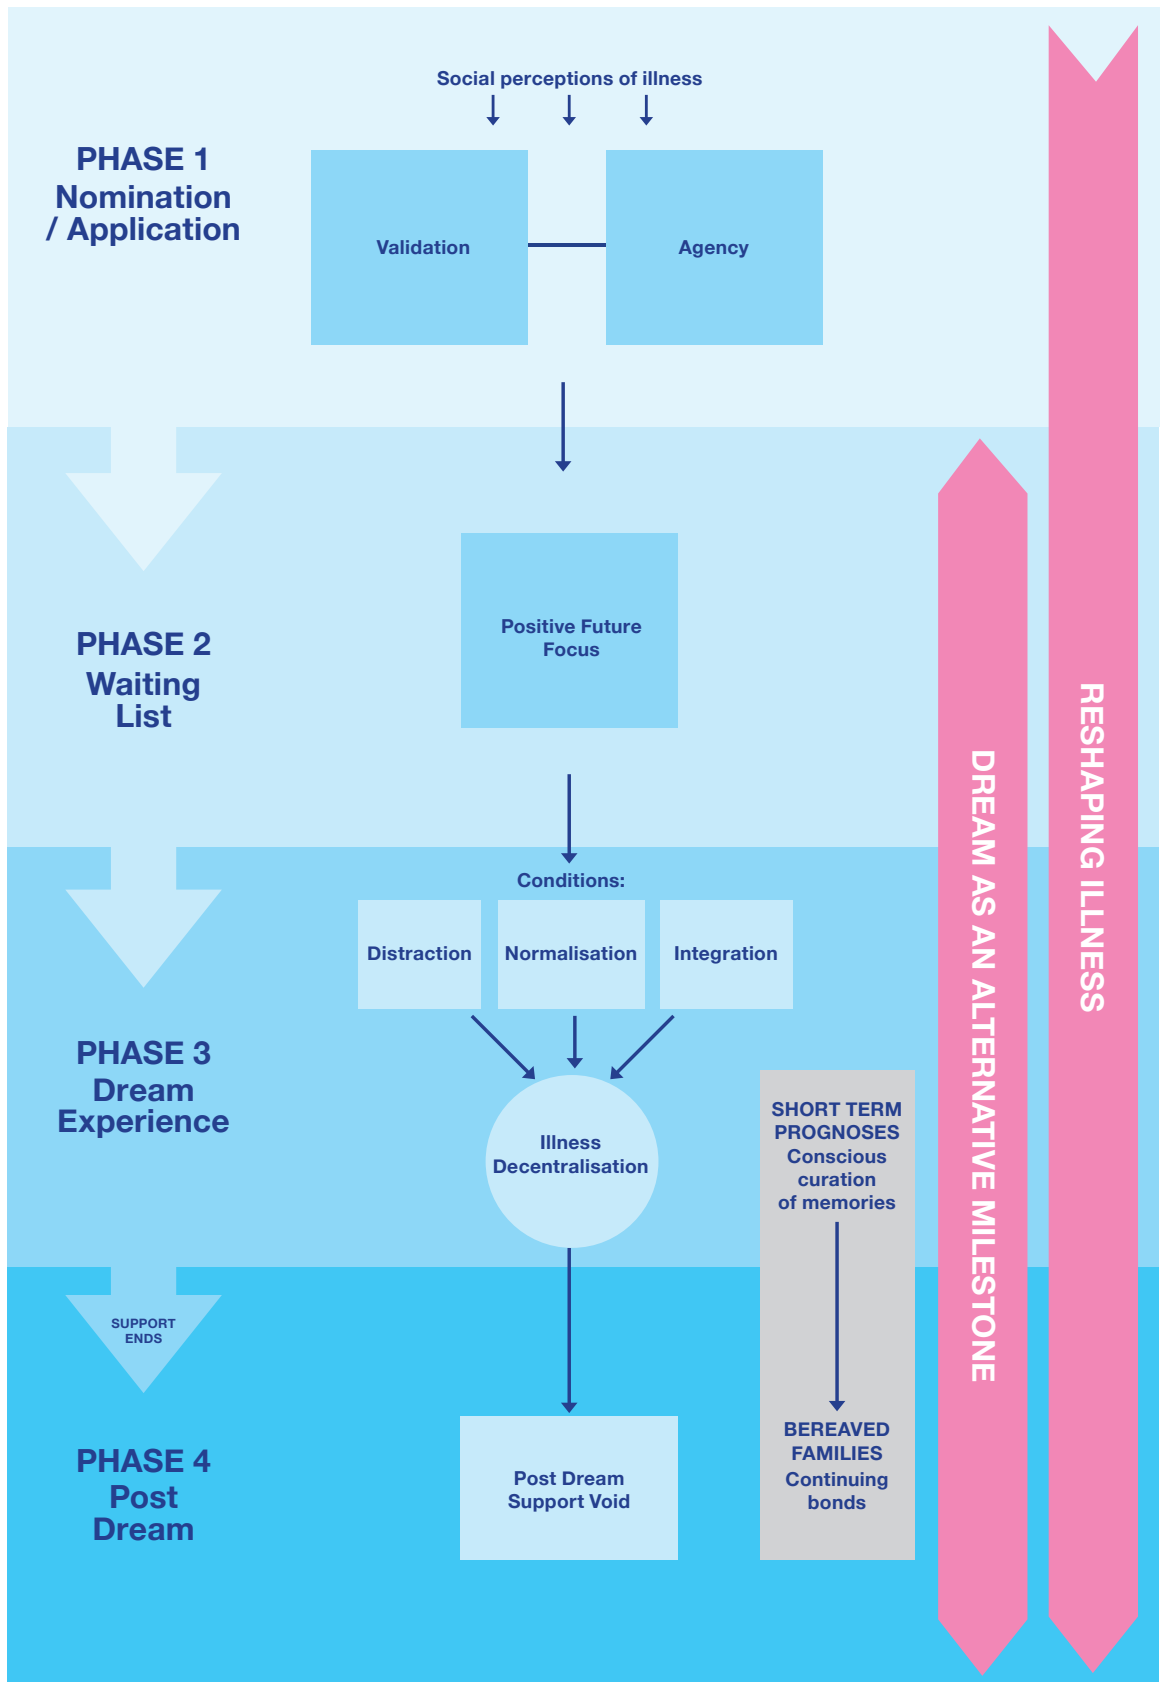 Social perceptions of illness
PHASE 1
Nomination
/ Application
Validation
Agency
PHASE 2
Waiting
List
Positive Future
Focus
Conditions:
Distraction
Normalisation
Integration
PHASE 3
Dream
Experience
Illness
Decentralisation
SHORT TERM
PROGNOSES
Conscious
curation
of memories
SUPPORT
ENDS
BEREAVED
FAMILIES
Continuing
bonds
PHASE 4
Post
Dream
Post Dream
Support Void
DREAM AS AN ALTERNATIVE MILESTONE
RESHAPING ILLNESS